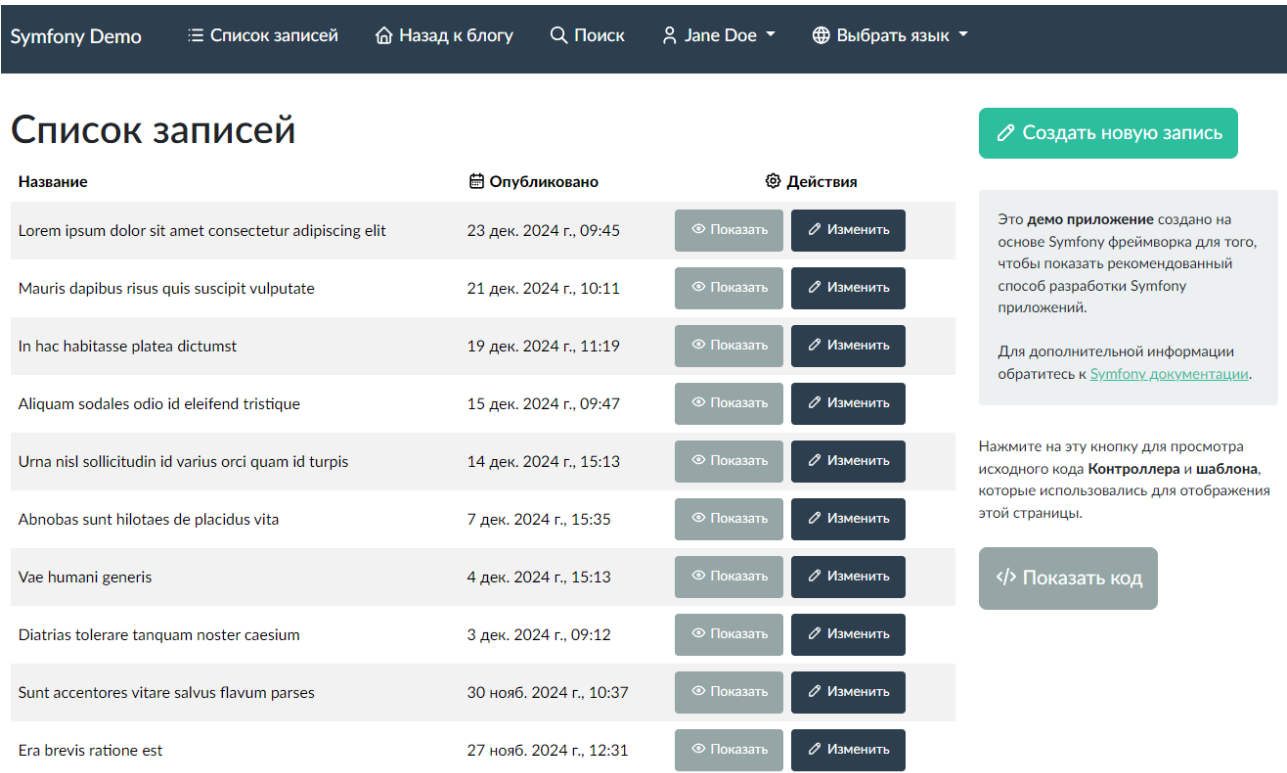 Symfony Demo Список записей Назад к блогу Поиск Jane Doe Выбрать язык
Список записей
Название Опубликовано Действия
Lorem ipsum dolor sit amet consectetur adipiscing elit 23 дек. 2024 г., 09:45 Показать Изменить
Mauris dapibus risus quis suscipit vulputate 21 дек. 2024 г., 10:11 Показать Изменить
In hac habitasse platea dictumst 19 дек. 2024 г., 11:19 Показать Изменить
Aliquam sodales odio id eleifend tristique 15 дек. 2024 г., 09:47 Показать Изменить
Urna nisl sollicitudin id varius orci quam id turpis 14 дек. 2024 г., 15:13 Показать Изменить
Abnobas sunt hilotaes de placidus vita 7 дек. 2024 г., 15:35 Показать Изменить
Vae humani generis 4 дек. 2024 г., 15:13 Показать Изменить
Diatrias tolerare tanquam noster caesium 3 дек. 2024 г., 09:12 Показать Изменить
Sunt accentores vitare salvus flavum parses 30 нояб. 2024 г., 10:37 Показать Изменить
Era brevis ratione est 27 нояб. 2024 г., 12:31 Показать Изменить
Создать новую запись
Это демо приложение создано на
основе Symfony фреймворка для того,
чтобы показать рекомендованный
способ разработки Symfony
приложений.
Для дополнительной информации
обратитесь к Symfony документации.
Нажмите на эту кнопку для просмотра
исходного кода Контроллера и шаблона,
которые использовались для отображения
этой страницы.
</> Показать код